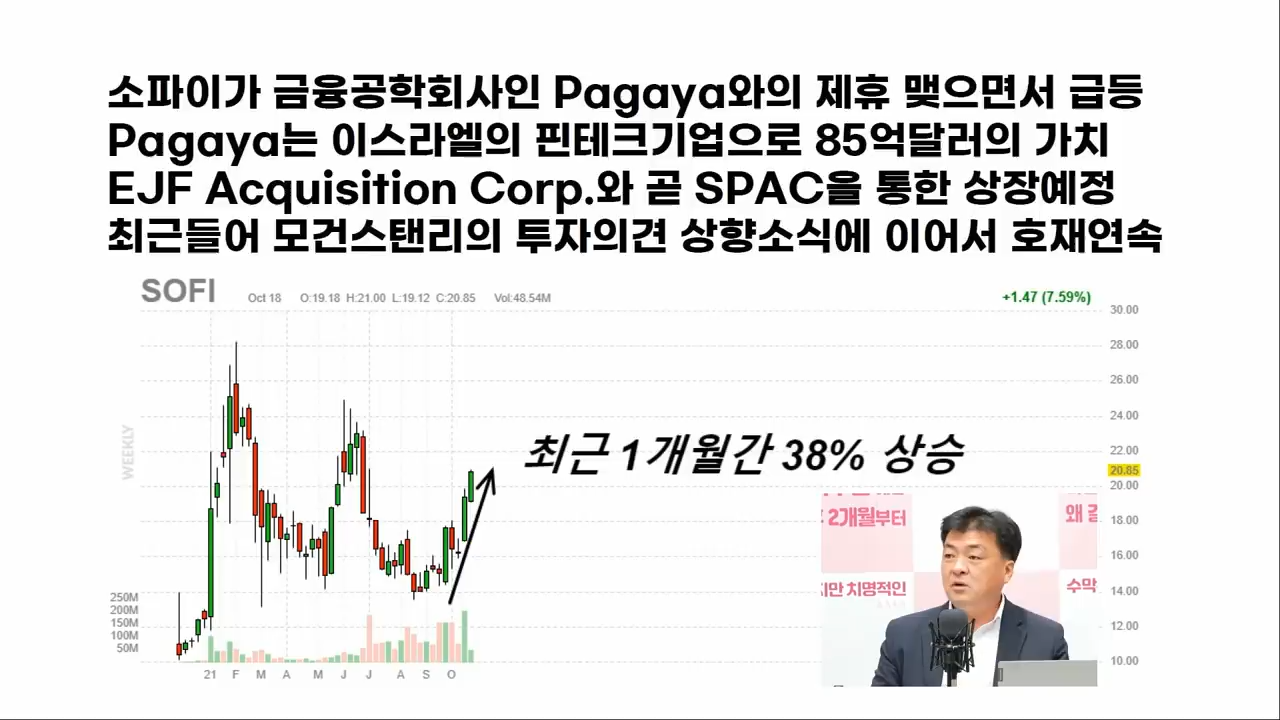 소파이가 금융공학회사인 Pagaya와의 제휴 맺으면서 급등
Pagaya는 이스라엘의 핀테크기업으로 85억달러의 가치
EJF Acquisition Corp.와 곧 SPAC을 통한 상장예정
최근들어 모건스탠리의 투자의견 상향소식에 이어서 호재연속
SOFI Oct 18 O:19.18 H:21.00 L:19.12 C:20.85 Vol:48.54M +1.47 (7.59%)
30.00
28.00
26.00
24.00
22.00
20.85
20.00
18.00
16.00
14.00
12.00
10.00
WEEKLY
최근 1개월간 38% 상승
2개월부터
왜
지만 치명적인
수막
250M
200M
150M
100M
50M
21 F M A M J J A S O